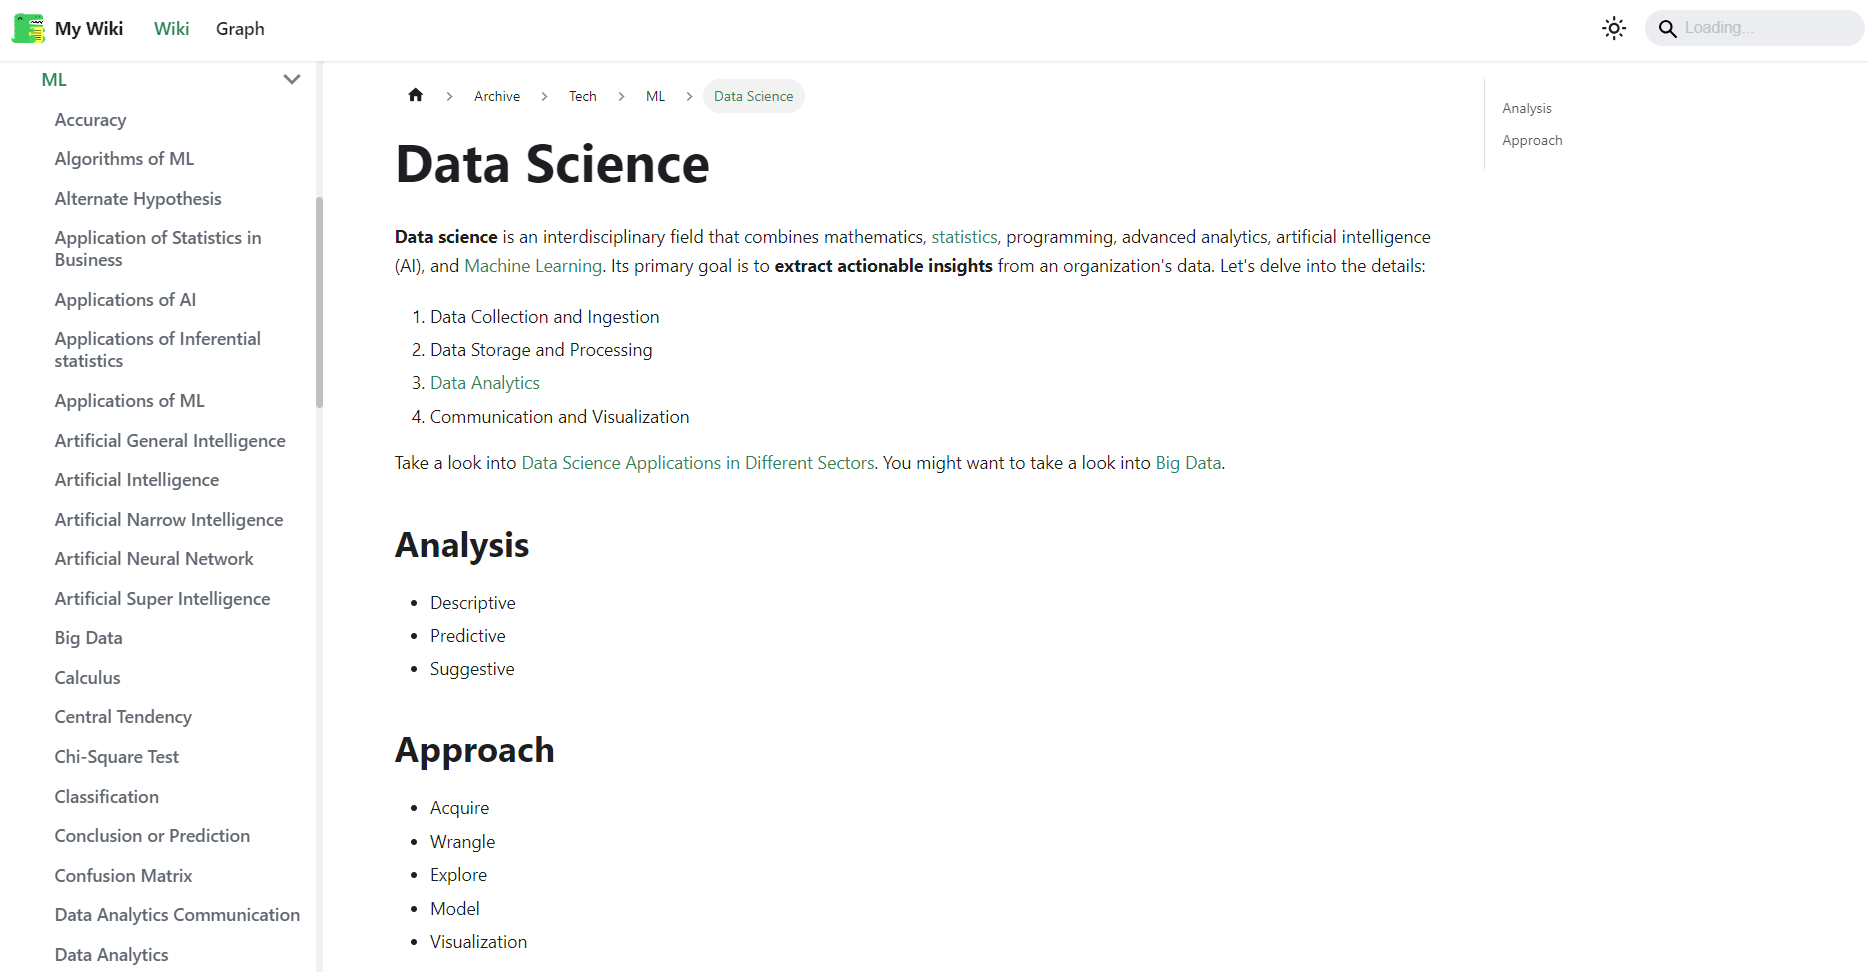 My Wiki Wiki Graph Loading...
ML
Accuracy
Algorithms of ML
Alternate Hypothesis
Application of Statistics in
Business
Applications of AI
Applications of Inferential
statistics
Applications of ML
Artificial General Intelligence
Artificial Intelligence
Artificial Narrow Intelligence
Artificial Neural Network
Artificial Super Intelligence
Big Data
Calculus
Central Tendency
Chi-Square Test
Classification
Conclusion or Prediction
Confusion Matrix
Data Analytics Communication
Data Analytics
Archive > Tech > ML > Data Science
Data Science
Data science is an interdisciplinary field that combines mathematics, statistics, programming, advanced analytics, artificial intelligence
(AI), and Machine Learning. Its primary goal is to extract actionable insights from an organization's data. Let's delve into the details:
1. Data Collection and Ingestion
2. Data Storage and Processing
3. Data Analytics
4. Communication and Visualization
Take a look into Data Science Applications in Different Sectors. You might want to take a look into Big Data.
Analysis
• Descriptive
• Predictive
• Suggestive
Approach
• Acquire
• Wrangle
• Explore
• Model
• Visualization
Analysis
Approach